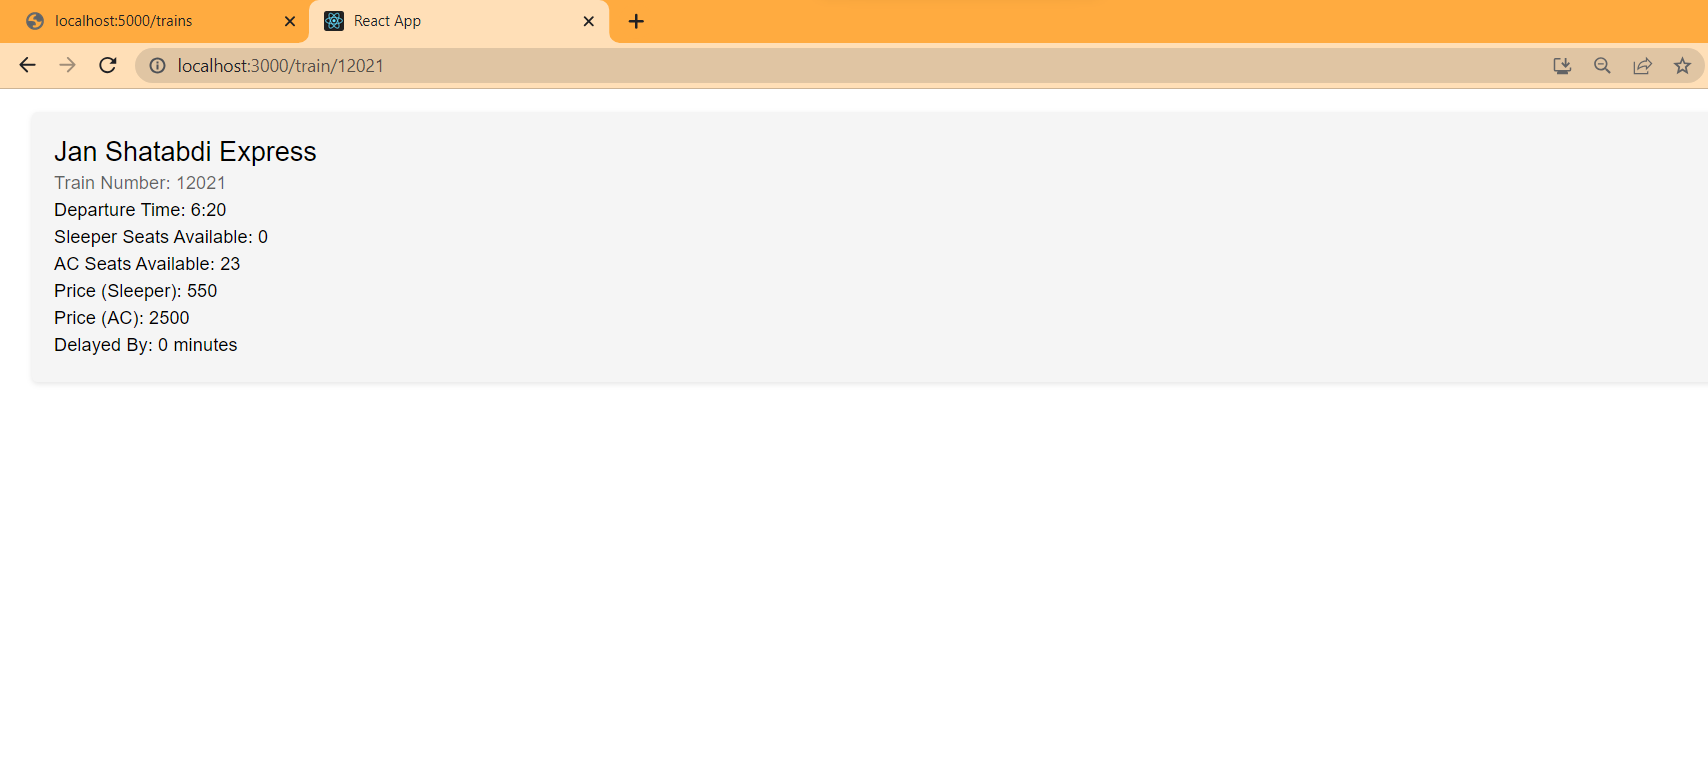 localhost:5000/trains
React App
localhost:3000/train/12021
Jan Shatabdi Express
Train Number: 12021
Departure Time: 6:20
Sleeper Seats Available: 0
AC Seats Available: 23
Price (Sleeper): 550
Price (AC): 2500
Delayed By: 0 minutes